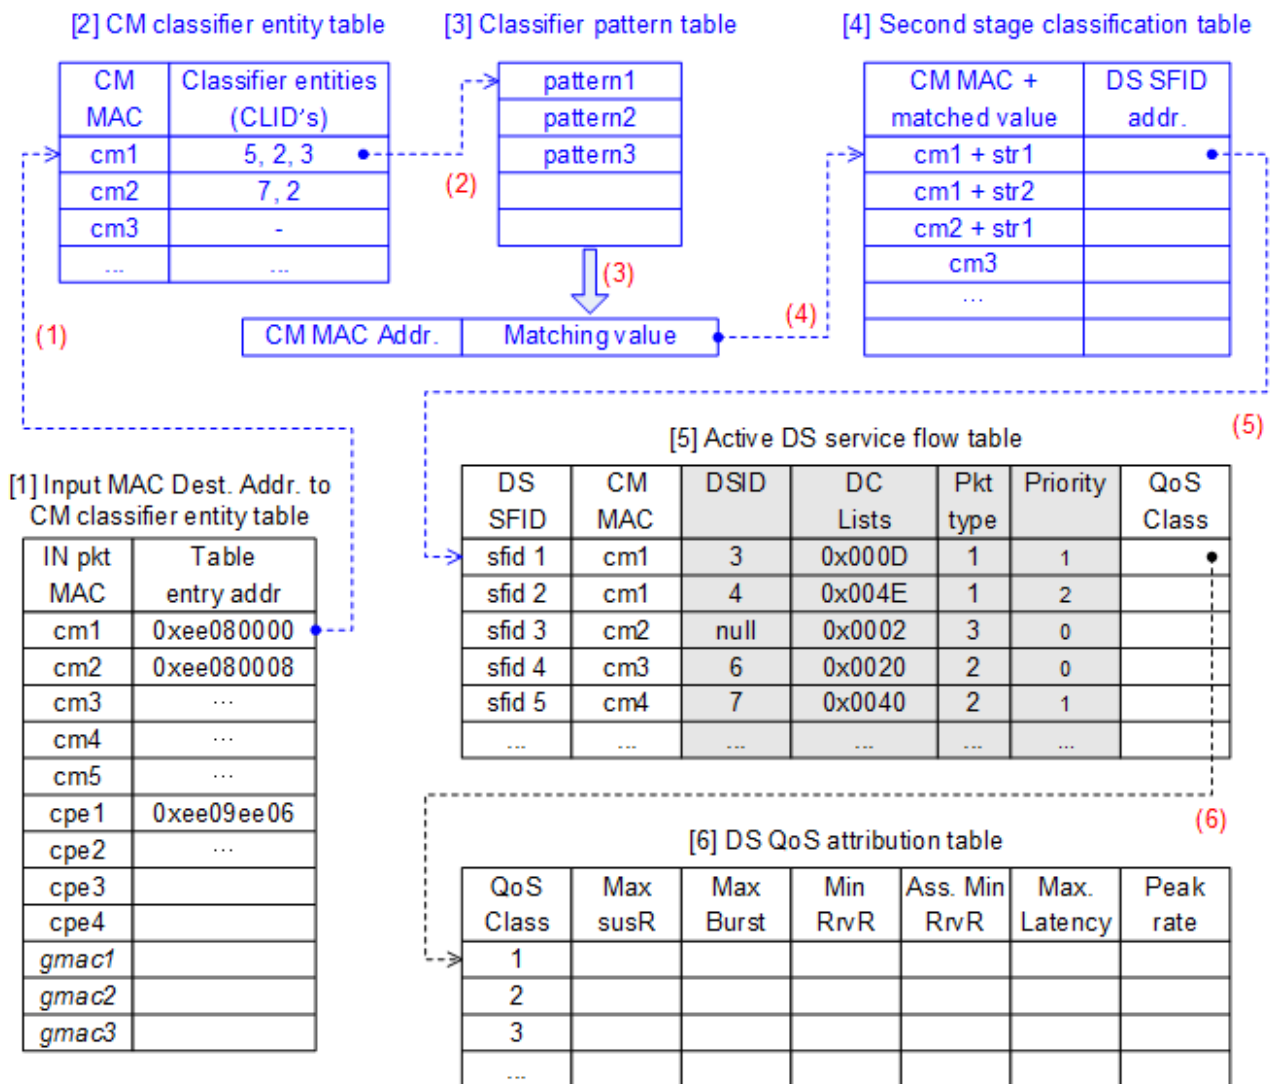 [2] CM classifier entity table
[3] Classifier pattern table
[4] Second stage classification table
CM MAC
Classifier entities (CLID's)
cm1
5, 2, 3
cm2
7, 2
cm3
-
...
...
pattern1
pattern2
pattern3
CM MAC + matched value
DS SFID addr.
cm1 + str1
cm1 + str2
cm2 + str1
cm3
...
(1)
(2)
(3)
(4)
(5)
CM MAC Addr.
Matching value
[1] Input MAC Dest. Addr. to
CM classifier entity table
IN pkt MAC
Table entry addr
cm1
0xee080000
cm2
0xee080008
cm3
...
cm4
...
cm5
...
cpe1
0xee09ee06
cpe2
...
cpe3
cpe4
gmac1
gmac2
gmac3
[5] Active DS service flow table
DS SFID
CM MAC
DSID
DC Lists
Pkt type
Priority
QoS Class
sfid 1
cm1
3
0x000D
1
1
sfid 2
cm1
4
0x004E
1
2
sfid 3
cm2
null
0x0002
3
0
sfid 4
cm3
6
0x0020
2
0
sfid 5
cm4
7
0x0040
2
1
...
...
...
...
...
...
(6)
[6] DS QoS attribution table
QoS Class
Max susR
Max Burst
Min RrvR
Ass. Min RrvR
Max. Latency
Peak rate
1
2
3
...